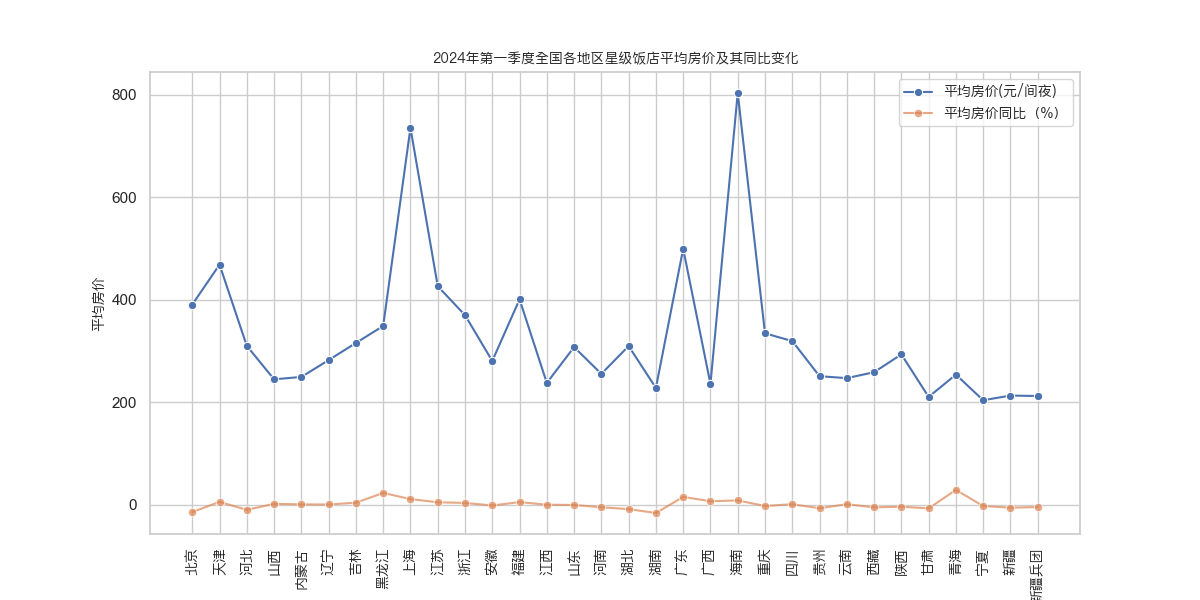 2024年第一季度全国各地区星级饭店平均房价及其同比变化
平均房价(元/间夜)
平均房价同比（%）
平均房价
800
600
400
200
0
北京
天津
河北
山西
内蒙古
辽宁
吉林
黑龙江
上海
江苏
浙江
安徽
福建
江西
山东
河南
湖北
湖南
广东
广西
海南
重庆
四川
贵州
云南
西藏
陕西
甘肃
青海
宁夏
新疆
新疆兵团